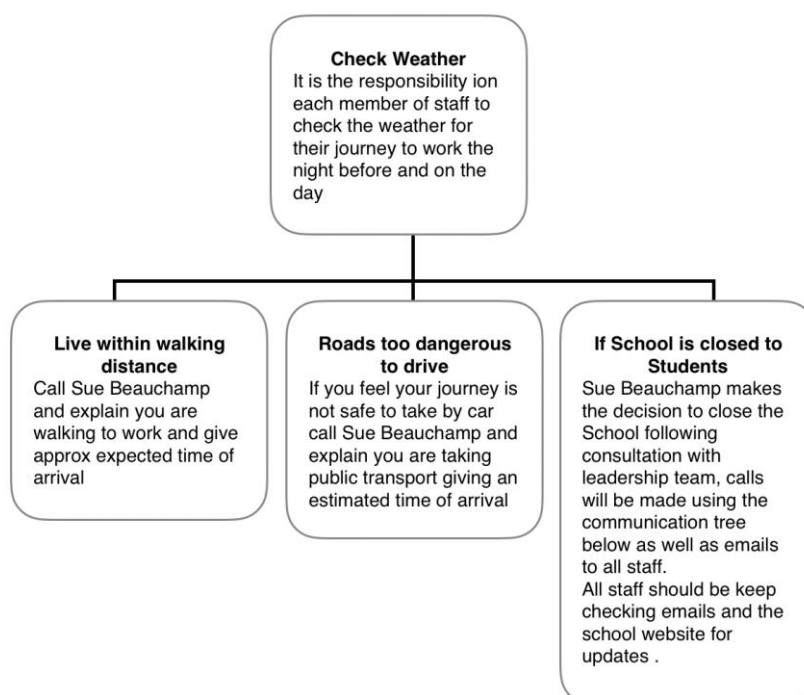 Check Weather
It is the responsibility ion
each member of staff to
check the weather for
their journey to work the
night before and on the
day
Live within walking
distance
Call Sue Beauchamp
and explain you are
walking to work and give
approx expected time of
arrival
Roads too dangerous
to drive
If you feel your journey is
not safe to take by car
call Sue Beauchamp and
explain you are taking
public transport giving an
estimated time of arrival
If School is closed to
Students
Sue Beauchamp makes
the decision to close the
School following
consultation with
leadership team, calls
will be made using the
communication tree
below as well as emails
to all staff.
All staff should be keep
checking emails and the
school website for
updates .